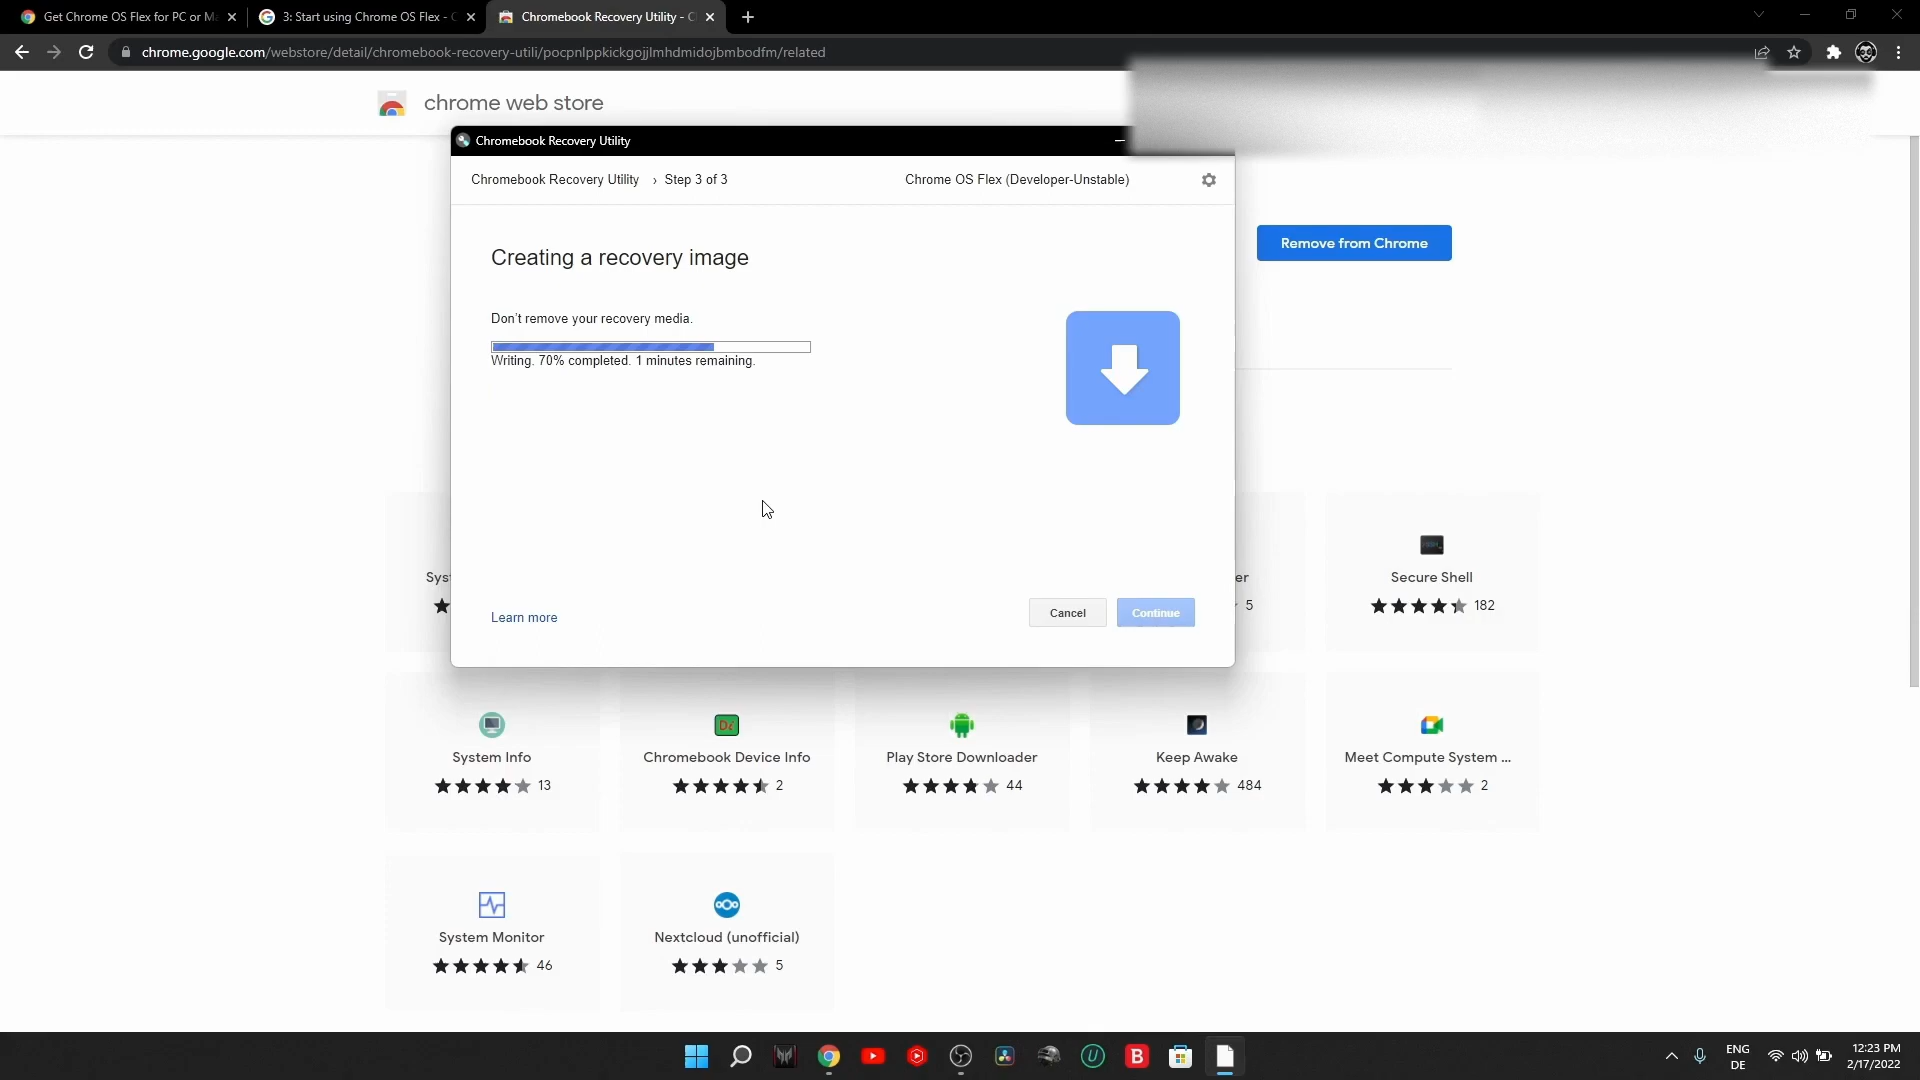 Get Chrome OS Flex for PC or Ma
3: Start using Chrome OS Flex - C
Chromebook Recovery Utility - C
chrome.google.com/webstore/detail/chromebook-recovery-utili/pocpnlppkickgojjlmhdmidojbmbodfm/related
chrome web store
Chromebook Recovery Utility
Chromebook Recovery Utility › Step 3 of 3
Chrome OS Flex (Developer-Unstable)
Remove from Chrome
Creating a recovery image
Don't remove your recovery media.
Writing. 70% completed. 1 minutes remaining.
Learn more
Cancel
Continue
Sys
er
5
Secure Shell
182
System Info
13
Chromebook Device Info
2
Play Store Downloader
44
Keep Awake
484
Meet Compute System ...
2
System Monitor
46
Nextcloud (unofficial)
5
ENG
DE
12:23 PM
2/17/2022